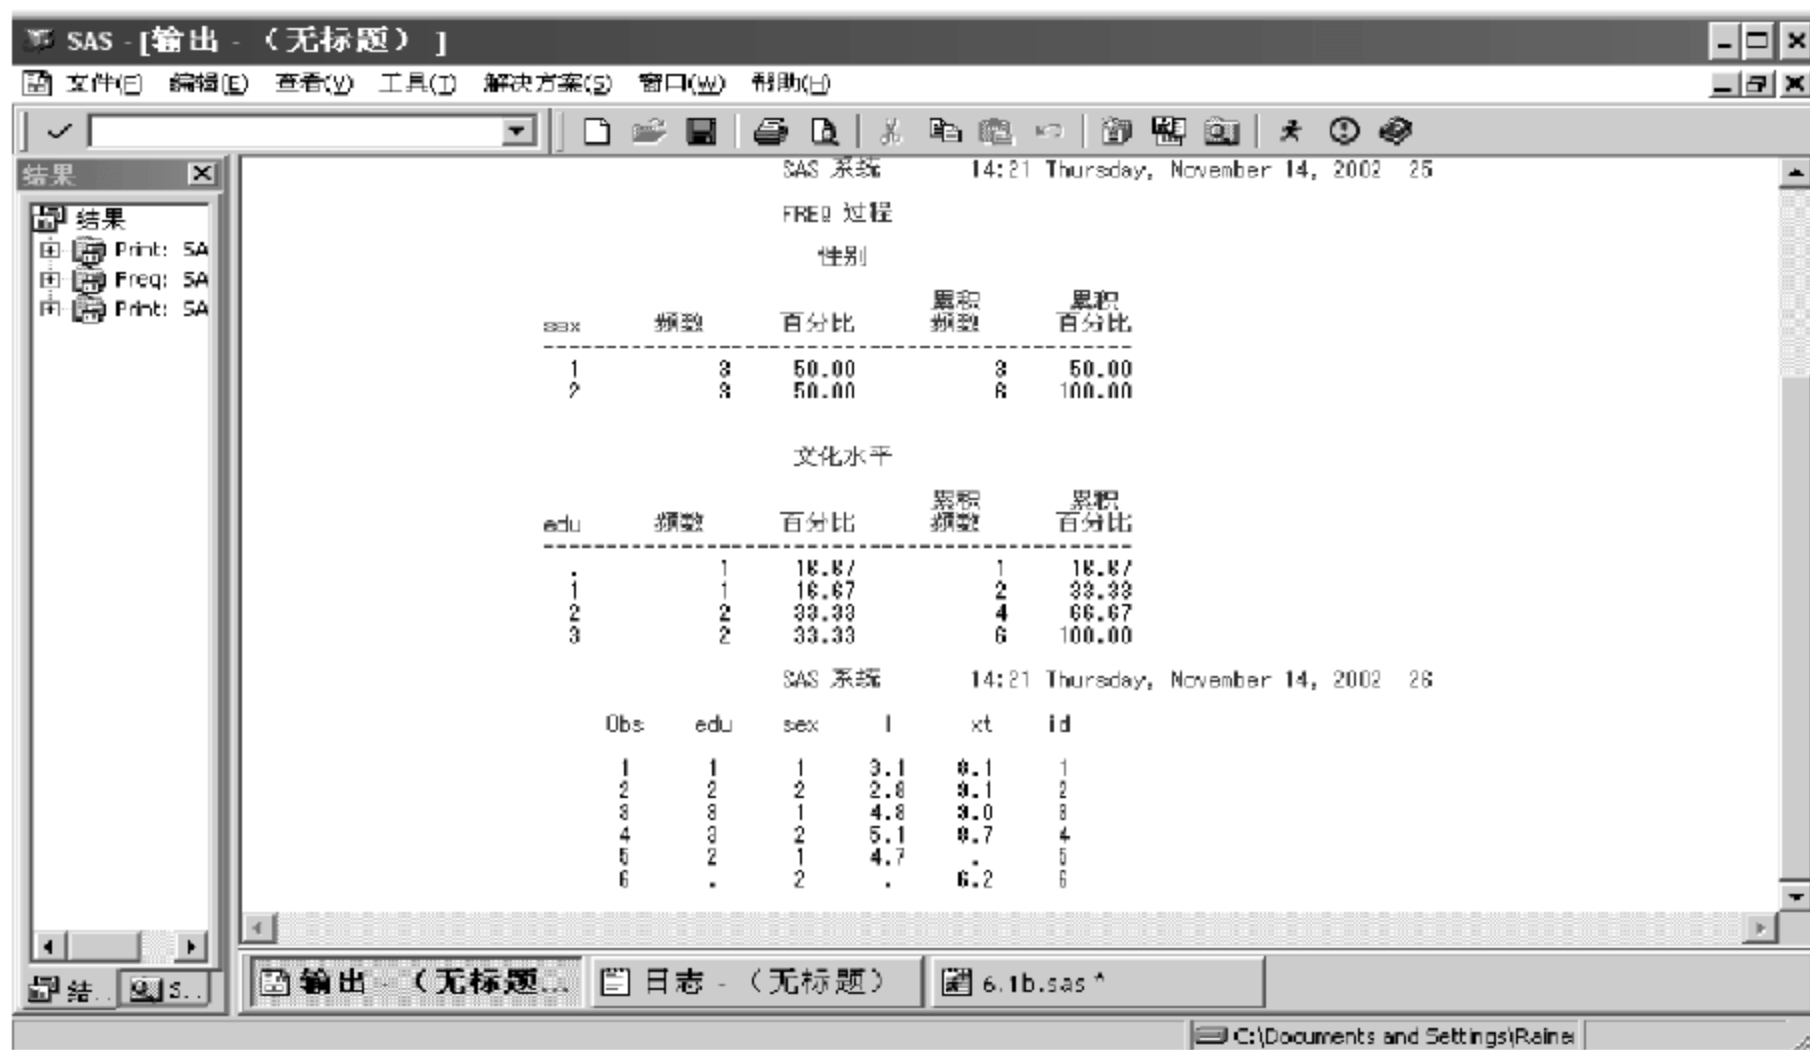 SAS - [输出 - （无标题） ]
文件(F) 编辑(E) 查看(V) 工具(T) 解决方案(S) 窗口(W) 帮助(H)
结果
结果
Print: SA
Freq: SA
Print: SA
SAS 系统 14:21 Thursday, November 14, 2002 25
FREQ 过程
性别
累积 累积
sex 频数 百分比 频数 百分比
1 3 50.00 3 50.00
2 3 50.00 6 100.00
文化水平
累积 累积
edu 频数 百分比 频数 百分比
. 1 16.67 1 16.67
1 1 16.67 2 33.33
2 2 33.33 4 66.67
3 2 33.33 6 100.00
SAS 系统 14:21 Thursday, November 14, 2002 26
Obs edu sex l xt id
1 1 1 3.1 1
2 2 2 2.8 2
3 3 1 4.8 3
4 3 2 5.1 4
5 2 1 4.7 . 5
6 . 2 . 6.2 6
结.. S..
输出 - （无标题...
日志 - （无标题）
6.1b.sas *
C:\Documents and Settings\Raine